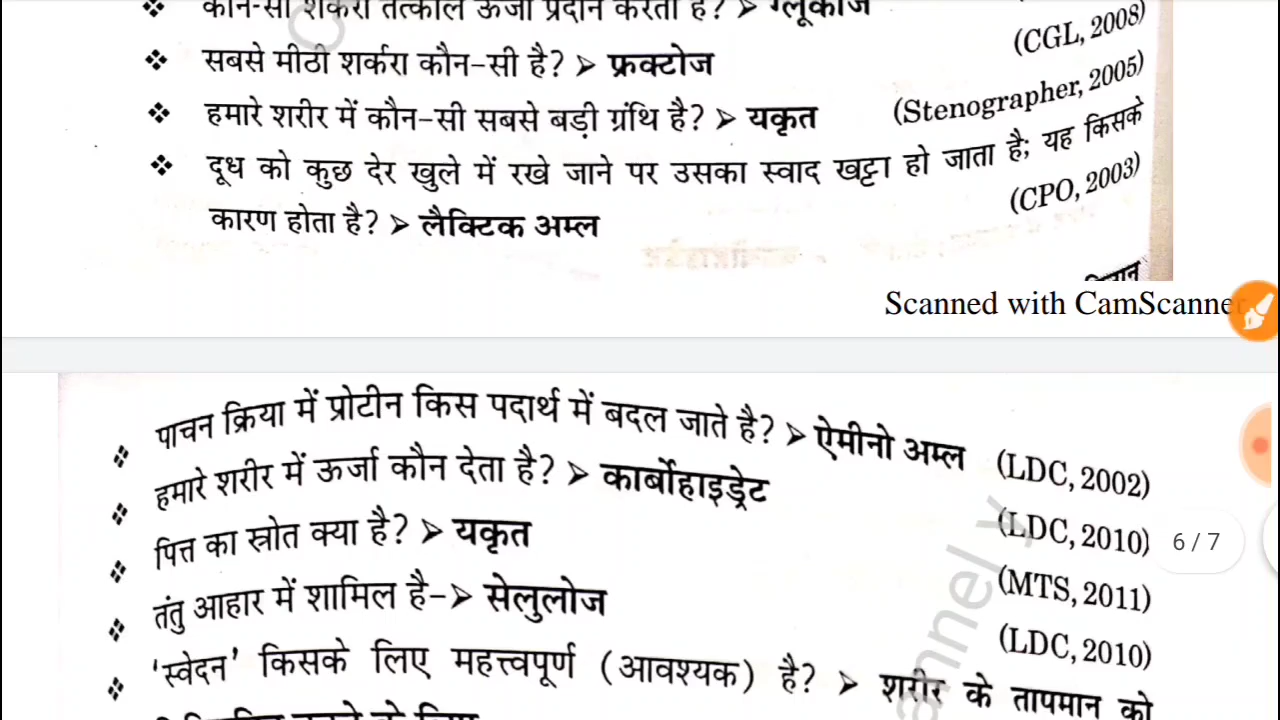 कौन-सी शर्करा तत्काल ऊर्जा प्रदान करती है? ➤ ग्लूकोज
(CGL, 2008)
❖ सबसे मीठी शर्करा कौन-सी है? ➤ फ्रक्टोज
(Stenographer, 2005)
❖ हमारे शरीर में कौन-सी सबसे बड़ी ग्रंथि है? ➤ यकृत
❖ दूध को कुछ देर खुले में रखे जाने पर उसका स्वाद खट्टा हो जाता है; यह किसके
कारण होता है? ➤ लैक्टिक अम्ल (CPO, 2003)
Scanned with CamScanner
❖ पाचन क्रिया में प्रोटीन किस पदार्थ में बदल जाते है? ➤ ऐमीनो अम्ल (LDC, 2002)
❖ हमारे शरीर में ऊर्जा कौन देता है? ➤ कार्बोहाइड्रेट (LDC, 2010)
❖ पित्त का स्रोत क्या है? ➤ यकृत (MTS, 2011)
❖ तंतु आहार में शामिल है-➤ सेलुलोज (LDC, 2010)
❖ 'स्वेदन' किसके लिए महत्त्वपूर्ण (आवश्यक) है? ➤ शरीर के तापमान को
6 / 7